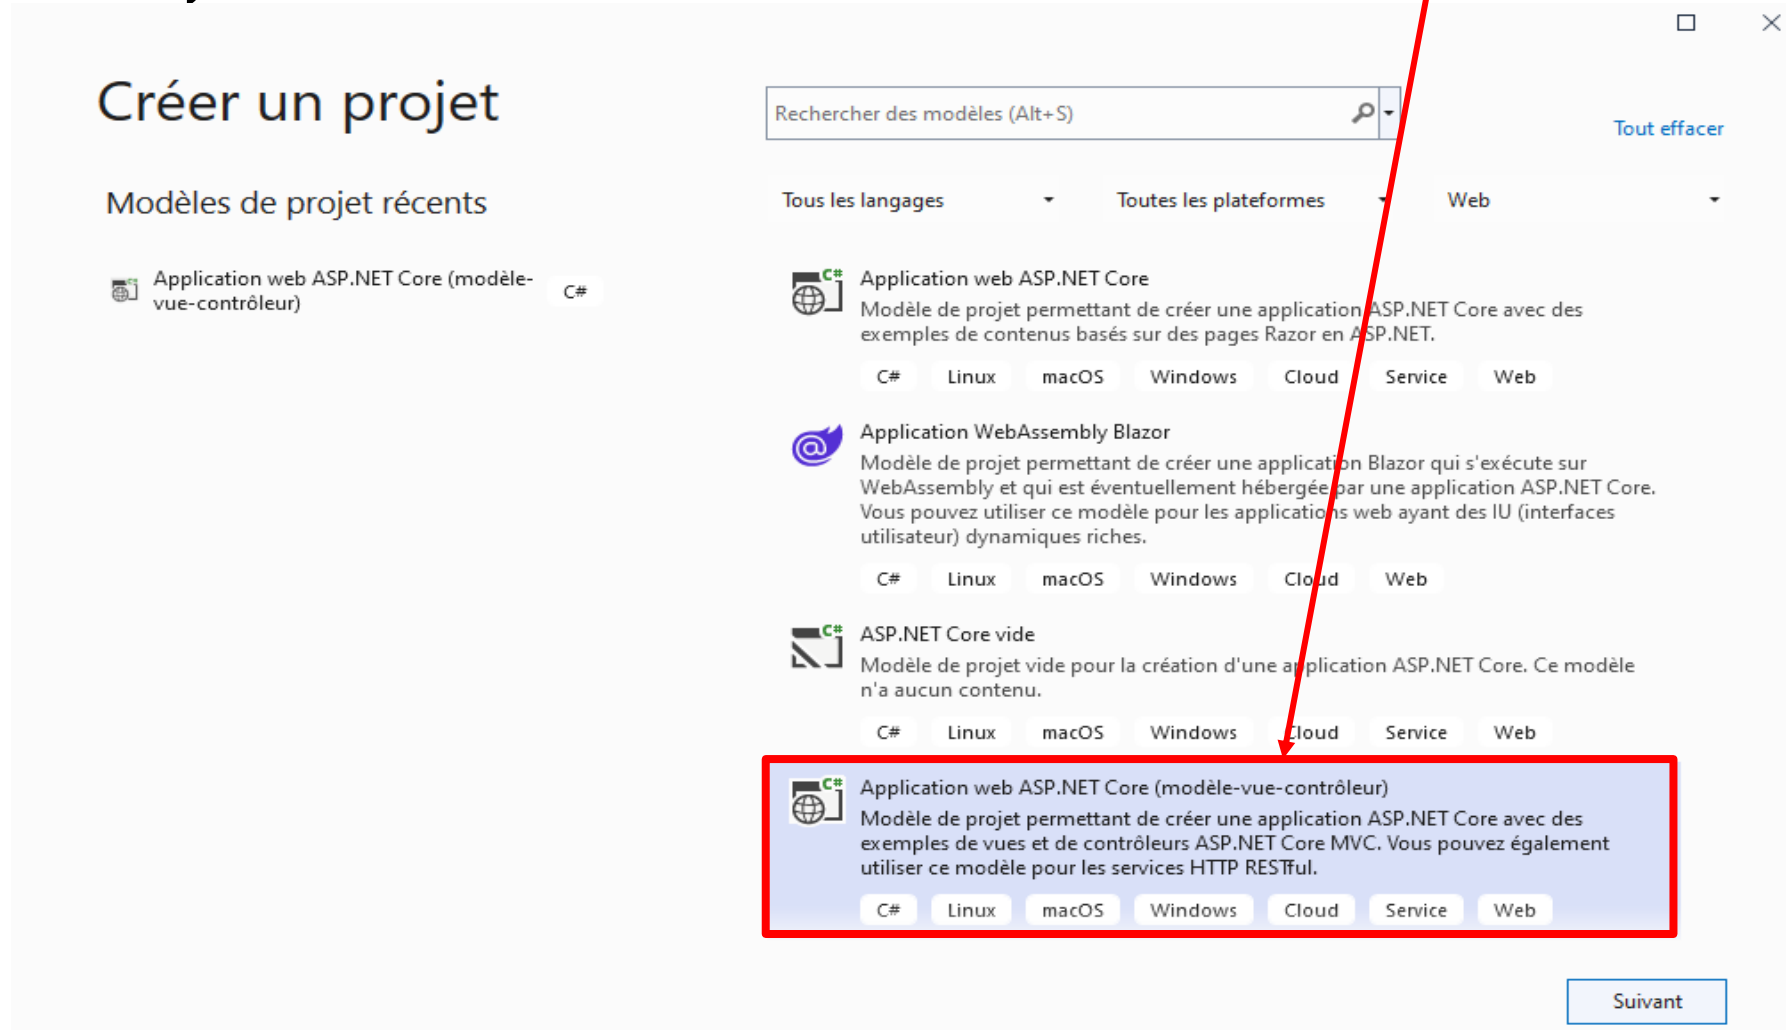 Créer un projet
Rechercher des modèles (Alt+S)
Tout effacer
Modèles de projet récents
Tous les langages
Toutes les plateformes
Web
Application web ASP.NET Core (modèle-
vue-contrôleur)
C#
C#
Application web ASP.NET Core
Modèle de projet permettant de créer une application ASP.NET Core avec des
exemples de contenus basés sur des pages Razor en ASP.NET.
C# Linux macOS Windows Cloud Service Web
Application WebAssembly Blazor
Modèle de projet permettant de créer une application Blazor qui s'exécute sur
WebAssembly et qui est éventuellement hébergée par une application ASP.NET Core.
Vous pouvez utiliser ce modèle pour les applications web ayant des IU (interfaces
utilisateur) dynamiques riches.
C# Linux macOS Windows Cloud Web
C#
ASP.NET Core vide
Modèle de projet vide pour la création d'une application ASP.NET Core. Ce modèle
n'a aucun contenu.
C# Linux macOS Windows Cloud Service Web
C#
Application web ASP.NET Core (modèle-vue-contrôleur)
Modèle de projet permettant de créer une application ASP.NET Core avec des
exemples de vues et de contrôleurs ASP.NET Core MVC. Vous pouvez également
utiliser ce modèle pour les services HTTP RESTful.
C# Linux macOS Windows Cloud Service Web
Suivant